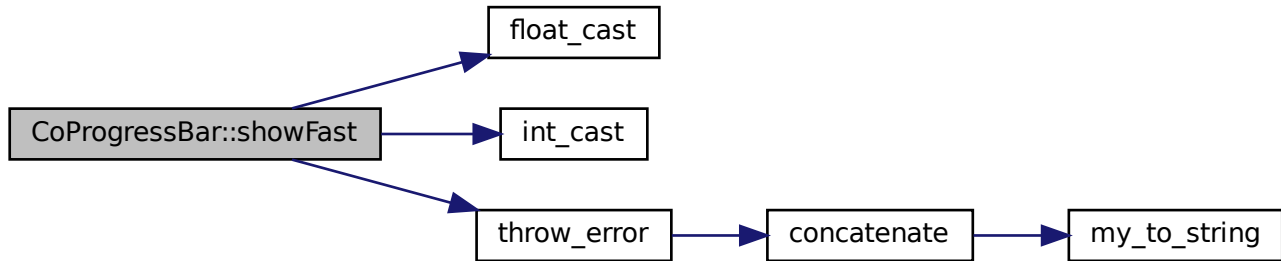 float_cast
CoProgressBar::showFast
int_cast
throw_error
concatenate
my_to_string